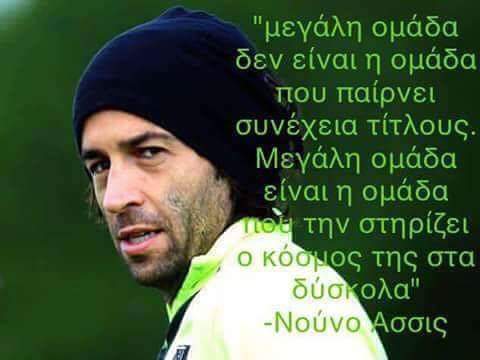 "μεγάλη ομάδα
δεν είναι η ομάδα
που παίρνει
συνέχεια τίτλους.
Μεγάλη ομάδα
είναι η ομάδα
που την στηρίζει
ο κόσμος της στα
δύσκολα"
-Νούνο Ασσις